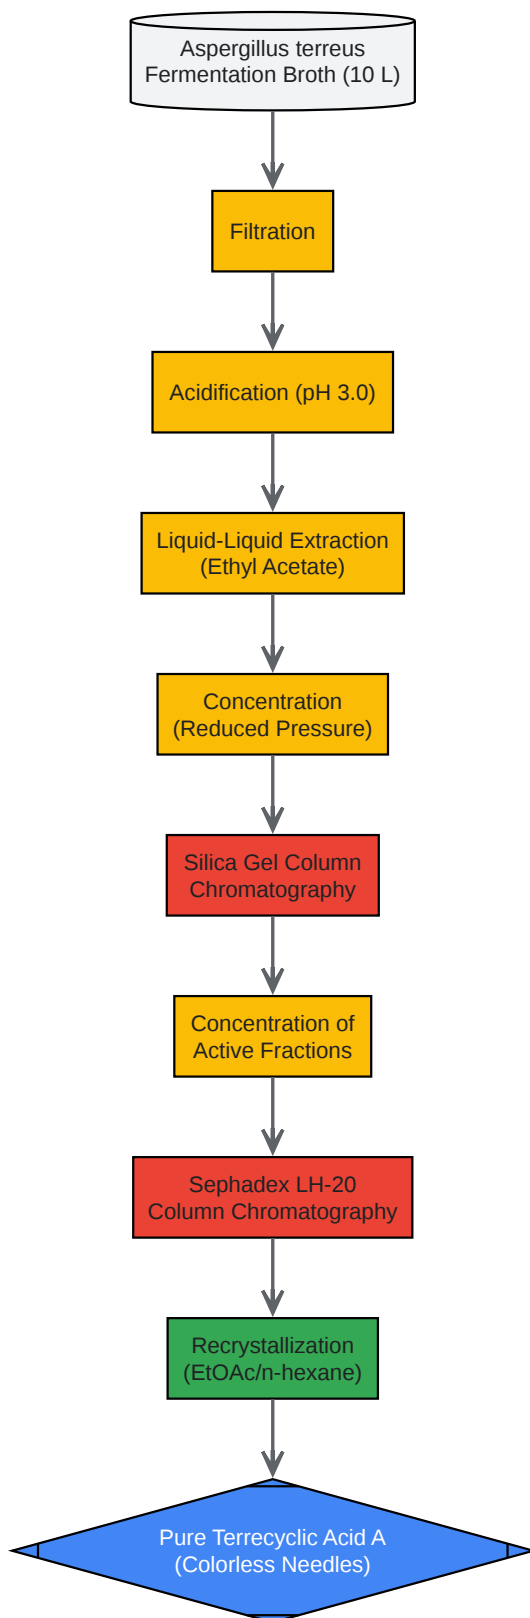 Aspergillus terreus
Fermentation Broth (10 L)
Filtration
Acidification (pH 3.0)
Liquid-Liquid Extraction
(Ethyl Acetate)
Concentration
(Reduced Pressure)
Silica Gel Column
Chromatography
Concentration of
Active Fractions
Sephadex LH-20
Column Chromatography
Recrystallization
(EtOAc/n-hexane)
Pure Terrecyclic Acid A
(Colorless Needles)